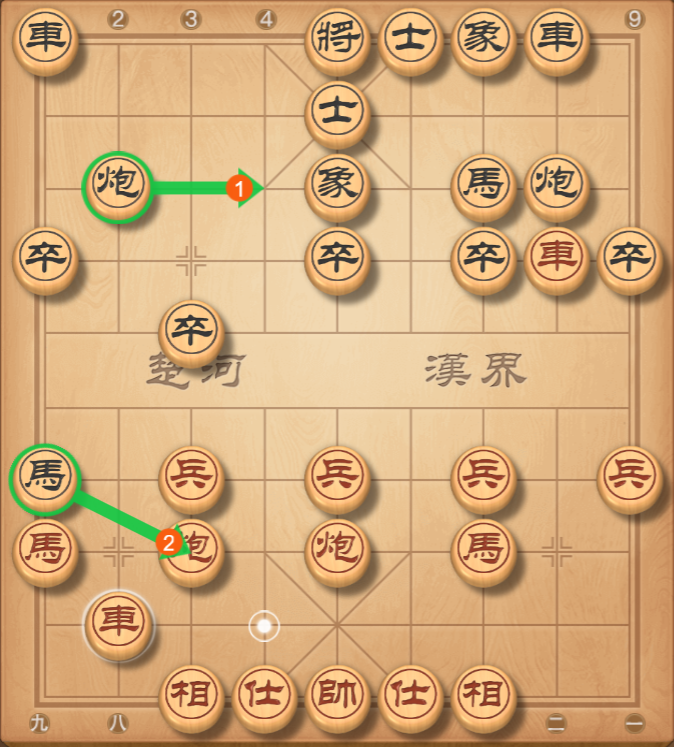 2 3 4 9
車 將 士 象 車
士
炮 1 象 馬 炮
卒 卒 卒 車 卒
卒
楚河 漢界
馬 兵 兵 兵 兵
馬 2 炮 炮 馬
車
相 仕 帥 仕 相
九 八 二 一